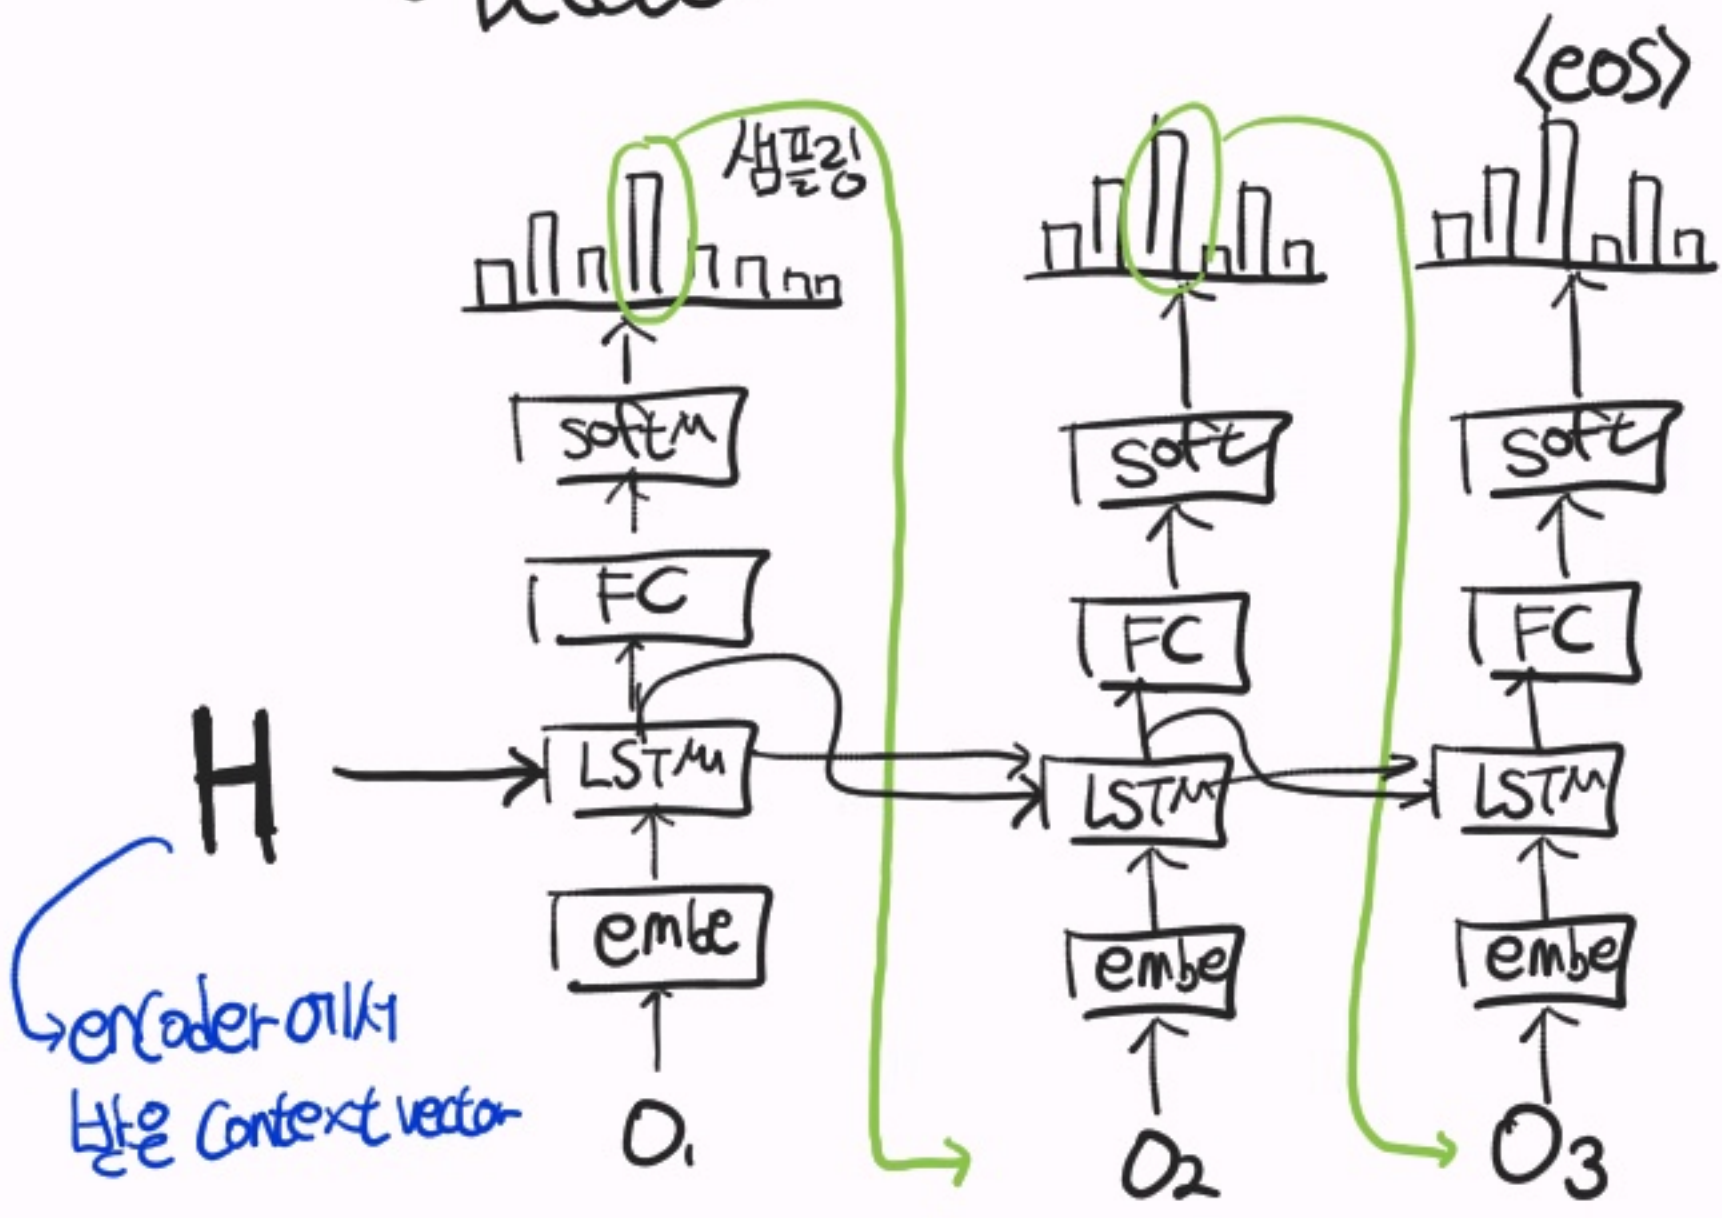 <eos>
샘플링
softM
soft
soft
FC
FC
FC
H
LSTM
LSTM
LSTM
embe
embe
embe
encoder에서
받은 Context vector
O1
O2
O3